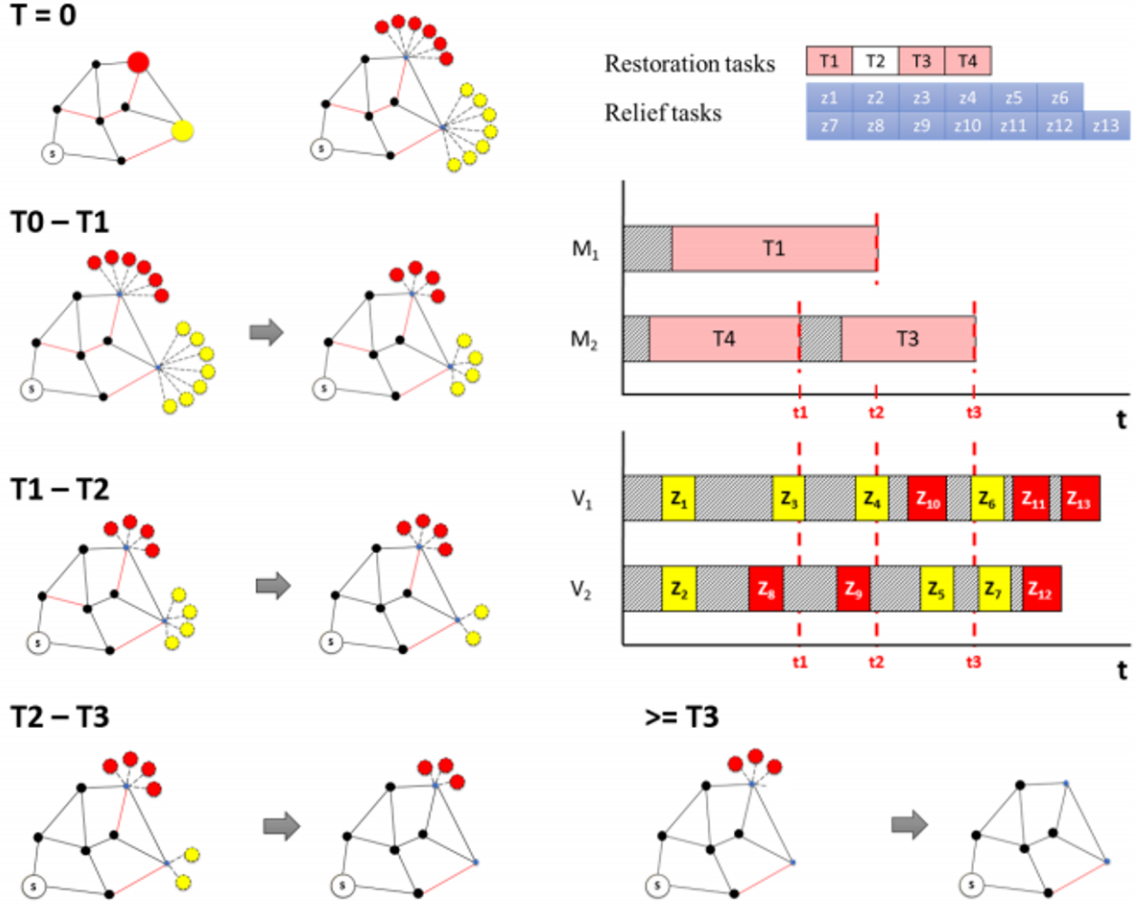 T = 0
S
Restoration tasks
T1 T2 T3 T4
Relief tasks
z1 z2 z3 z4 z5 z6
z7 z8 z9 z10 z11 z12 z13
S
T0 – T1
S
S
M1
T1
M2
T4 T3
t1 t2 t3
t
T1 – T2
S
S
V1
Z1 Z3 Z4 Z10 Z6 Z11 Z13
V2
Z2 Z8 Z9 Z5 Z7 Z12
t1 t2 t3
t
T2 – T3
S
S
>= T3
S
S